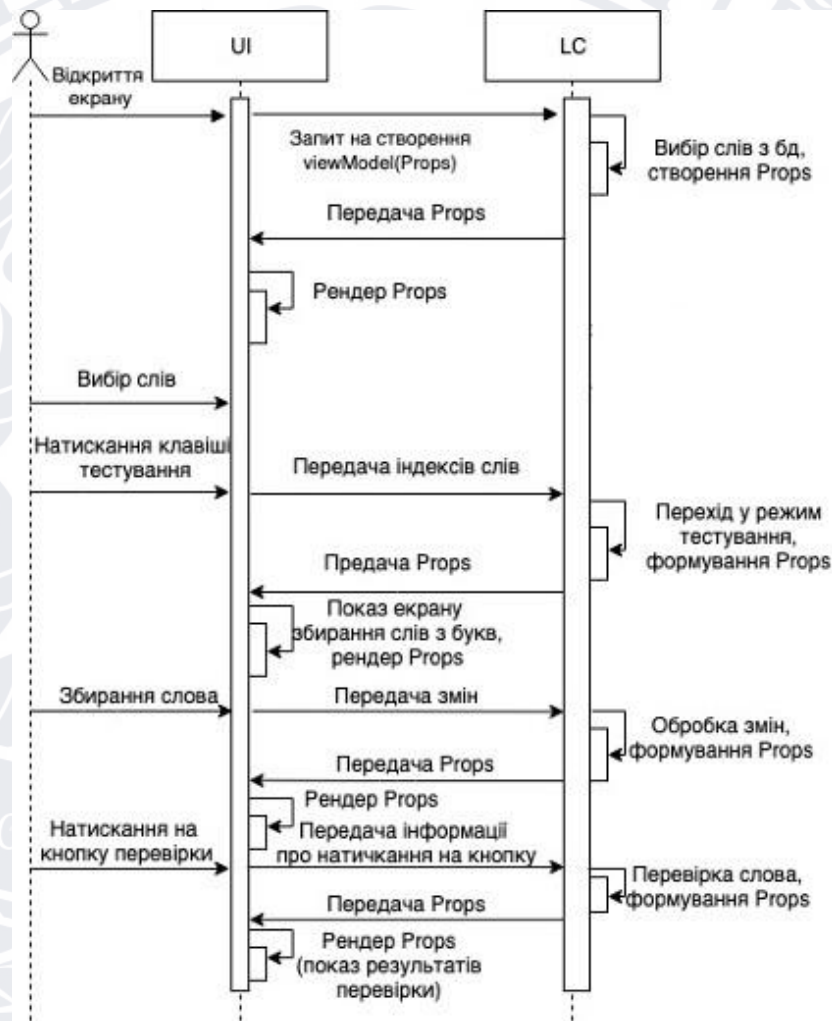 UI
LC
Відкриття
екрану
Запит на створення
viewModel(Props)
Вибір слів з бд,
створення Props
Передача Props
Рендер Props
Вибір слів
Натискання клавіші
тестування
Передача індексів слів
Перехід у режим
тестування,
формування Props
Предача Props
Показ екрану
збирання слів з букв,
рендер Props
Збирання слова
Передача змін
Обробка змін,
формування Props
Передача Props
Рендер Props
Натискання на
кнопку перевірки
Передача інформації
про натичкання на кнопку
Перевірка слова,
формування Props
Передача Props
Рендер Props
(показ результатів
перевірки)